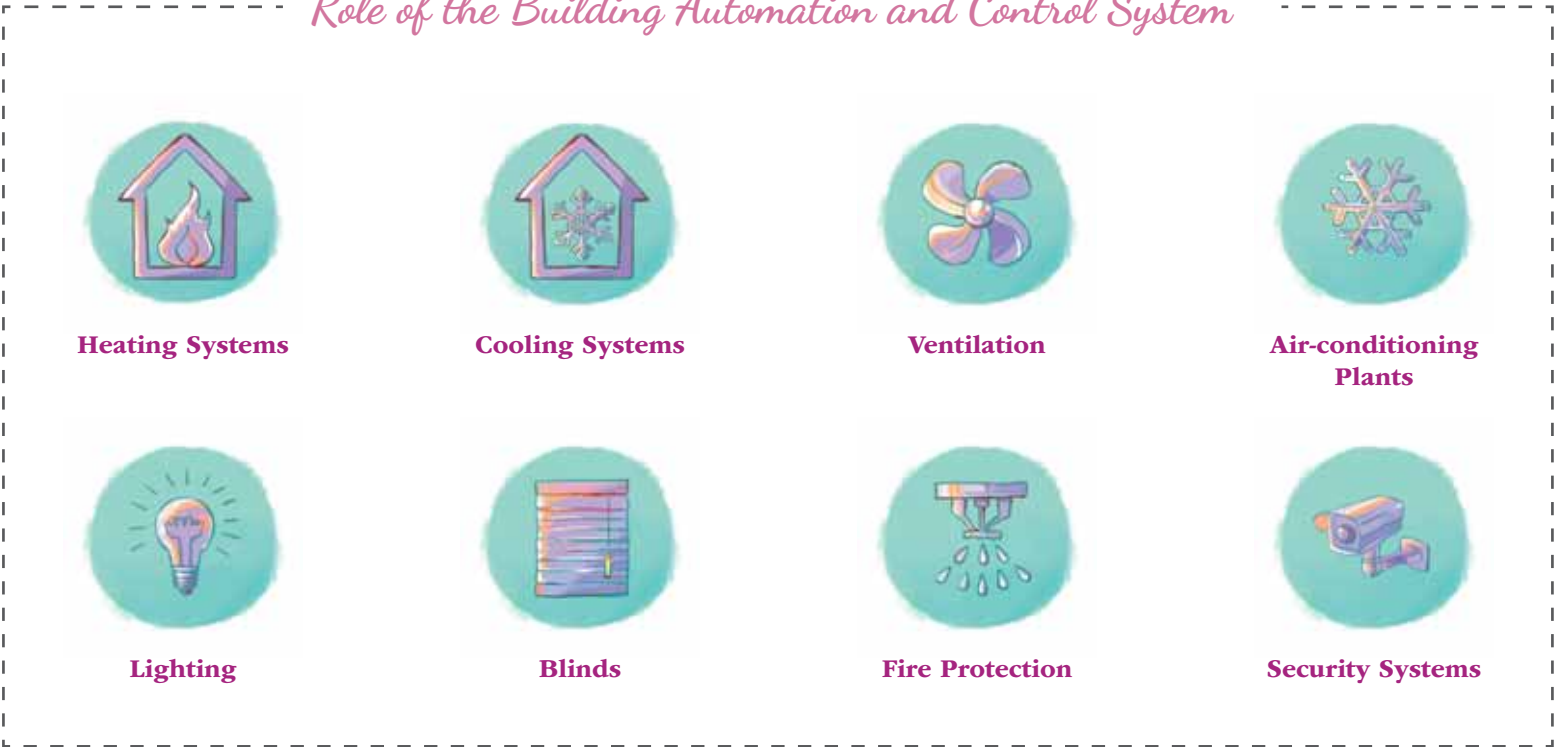 Role of the Building Automation and Control System
Heating Systems
Cooling Systems
Ventilation
Air-conditioning
Plants
Lighting
Blinds
Fire Protection
Security Systems